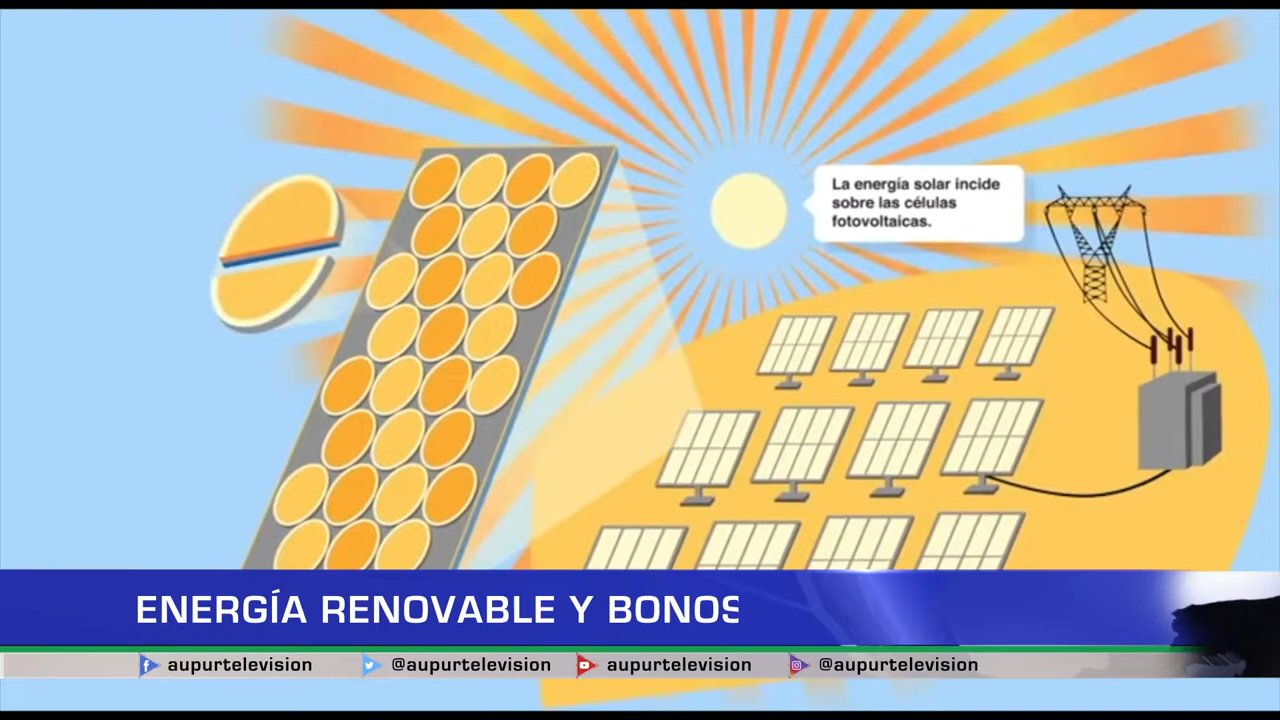 La energía solar incide
sobre las células
fotovoltaicas.
ENERGÍA RENOVABLE Y BONOS
aupurtelevision @aupurtelevision aupurtelevision @aupurtelevision